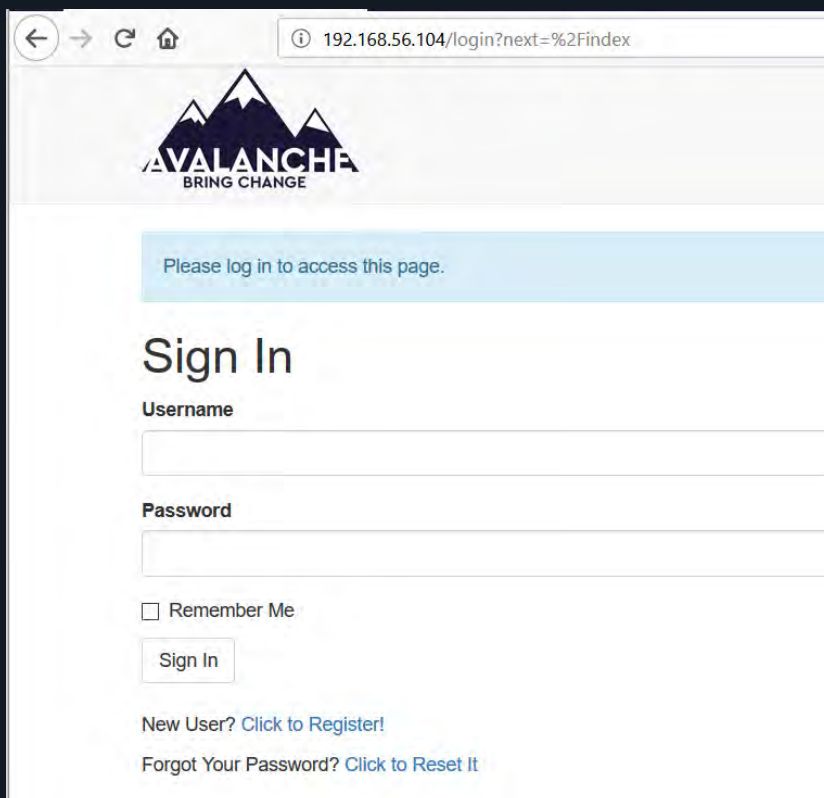 192.168.56.104/login?next=%2Findex
AVALANCHE
BRING CHANGE
Please log in to access this page.
Sign In
Username
Password
Remember Me
Sign In
New User? Click to Register!
Forgot Your Password? Click to Reset It